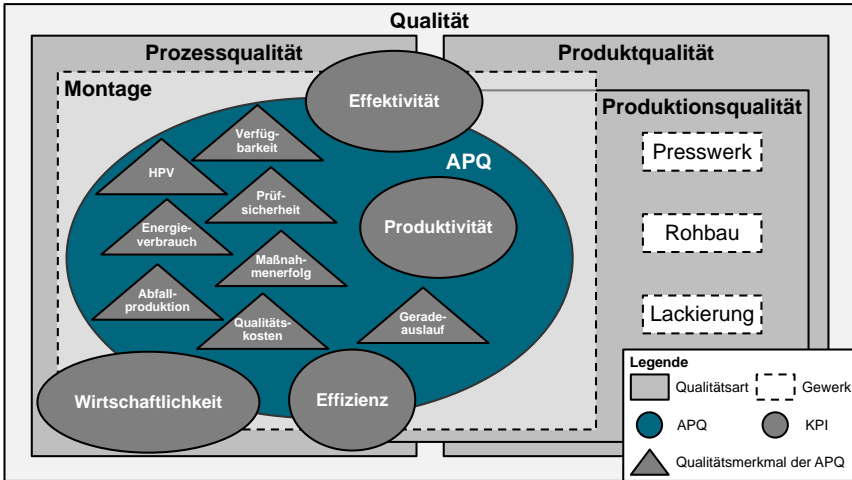 Qualität
Prozessqualität
Produktqualität
Montage
Effektivität
Produktionsqualität
Verfüg-
barkeit
APQ
Presswerk
HPV
Prüf-
sicherheit
Produktivität
Energie-
verbrauch
Rohbau
Maßnah-
menerfolg
Abfall-
produktion
Qualitäts-
kosten
Gerade-
auslauf
Lackierung
Wirtschaftlichkeit
Effizienz
Legende
Qualitätsart
Gewerk
APQ
KPI
Qualitätsmerkmal der APQ